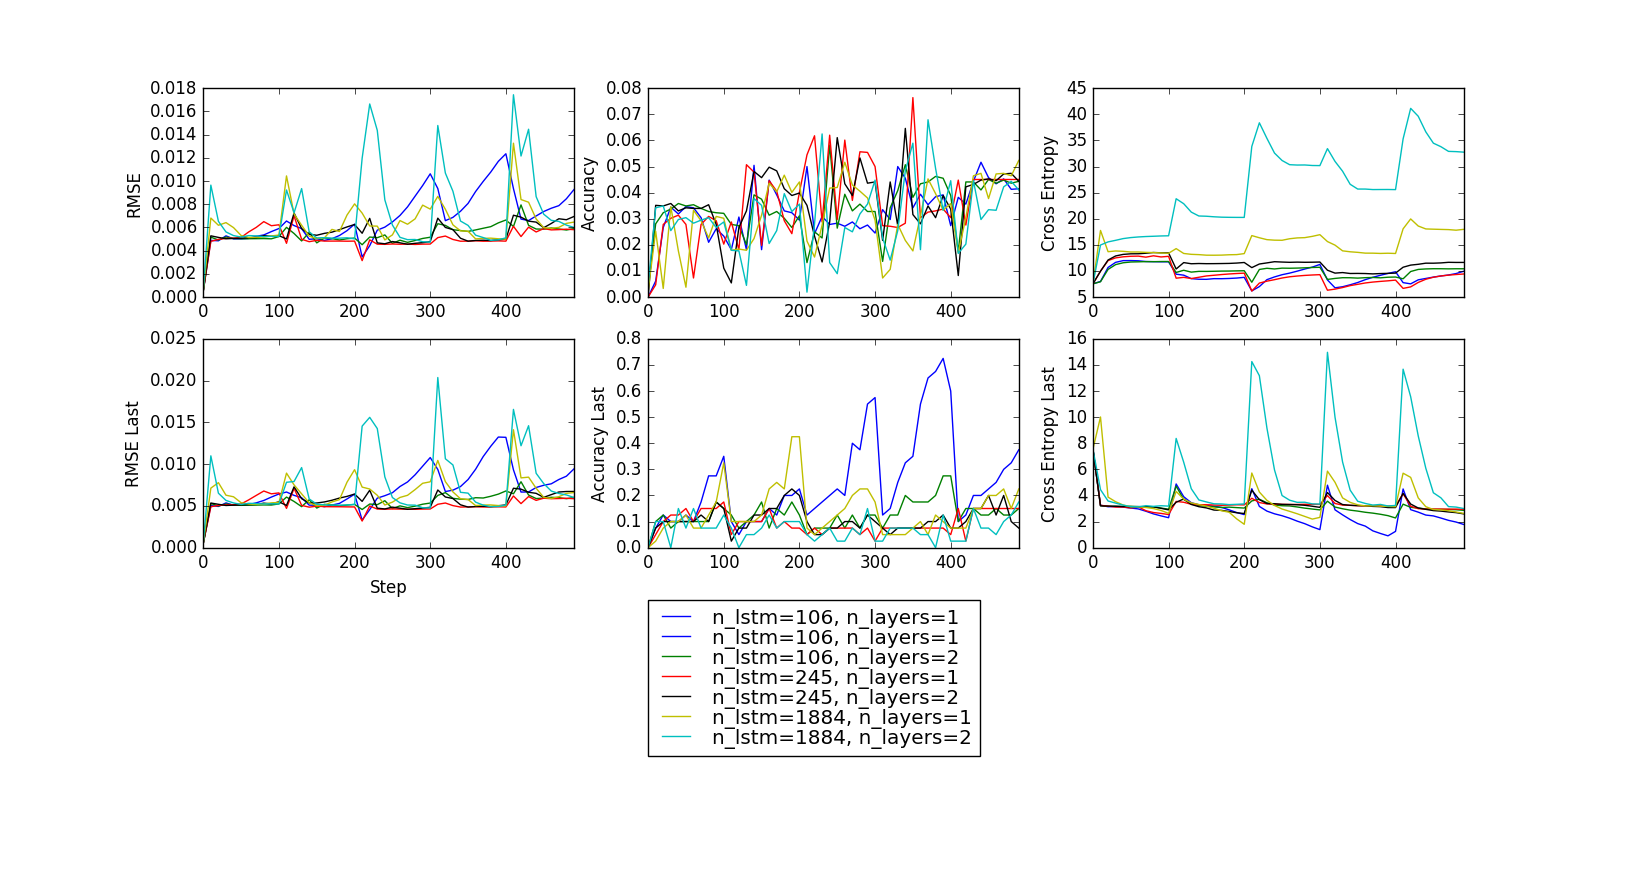 0.018
0.016
0.014
0.012
0.010
0.008
0.006
0.004
0.002
0.000
RMSE
0 100 200 300 400
0.08
0.07
0.06
0.05
0.04
0.03
0.02
0.01
0.00
Accuracy
0 100 200 300 400
45
40
35
30
25
20
15
10
5
Cross Entropy
0 100 200 300 400
0.025
0.020
0.015
0.010
0.005
0.000
RMSE Last
0 100 200 300 400
Step
0.8
0.7
0.6
0.5
0.4
0.3
0.2
0.1
0.0
Accuracy Last
0 100 200 300 400
16
14
12
10
8
6
4
2
0
Cross Entropy Last
0 100 200 300 400
n_lstm=106, n_layers=1
n_lstm=106, n_layers=1
n_lstm=106, n_layers=2
n_lstm=245, n_layers=1
n_lstm=245, n_layers=2
n_lstm=1884, n_layers=1
n_lstm=1884, n_layers=2